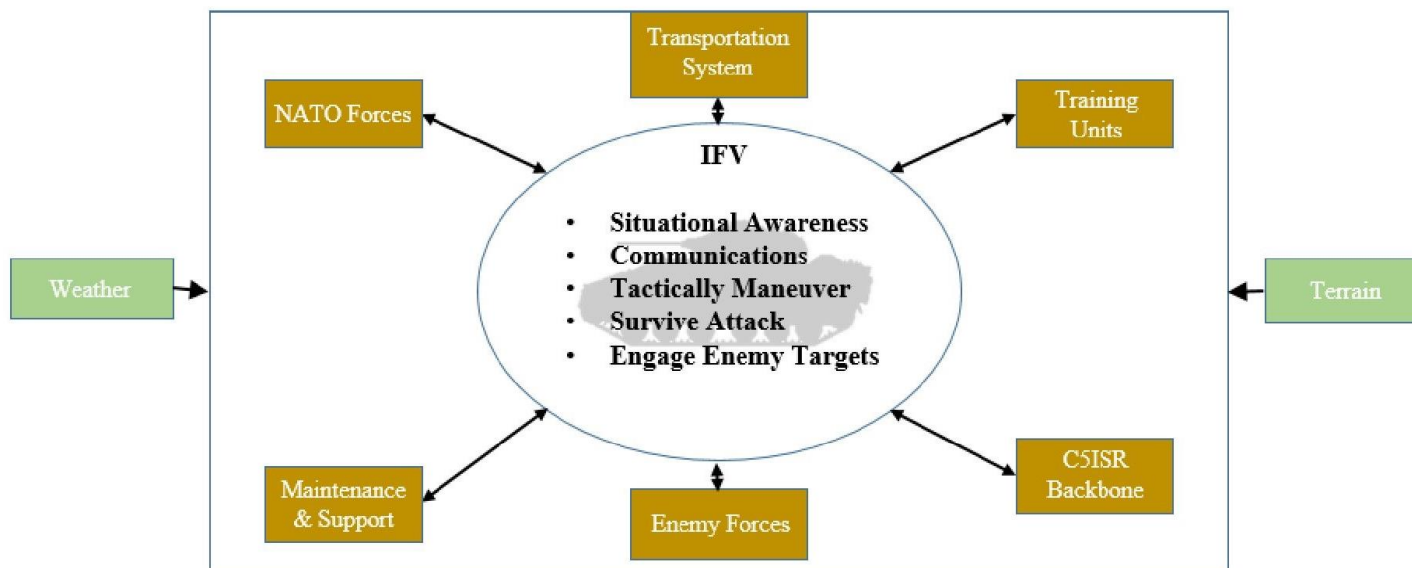 Transportation
System
NATO Forces
Training
Units
IFV
• Situational Awareness
• Communications
• Tactically Maneuver
• Survive Attack
• Engage Enemy Targets
Weather
Terrain
Maintenance
& Support
Enemy Forces
C5ISR
Backbone